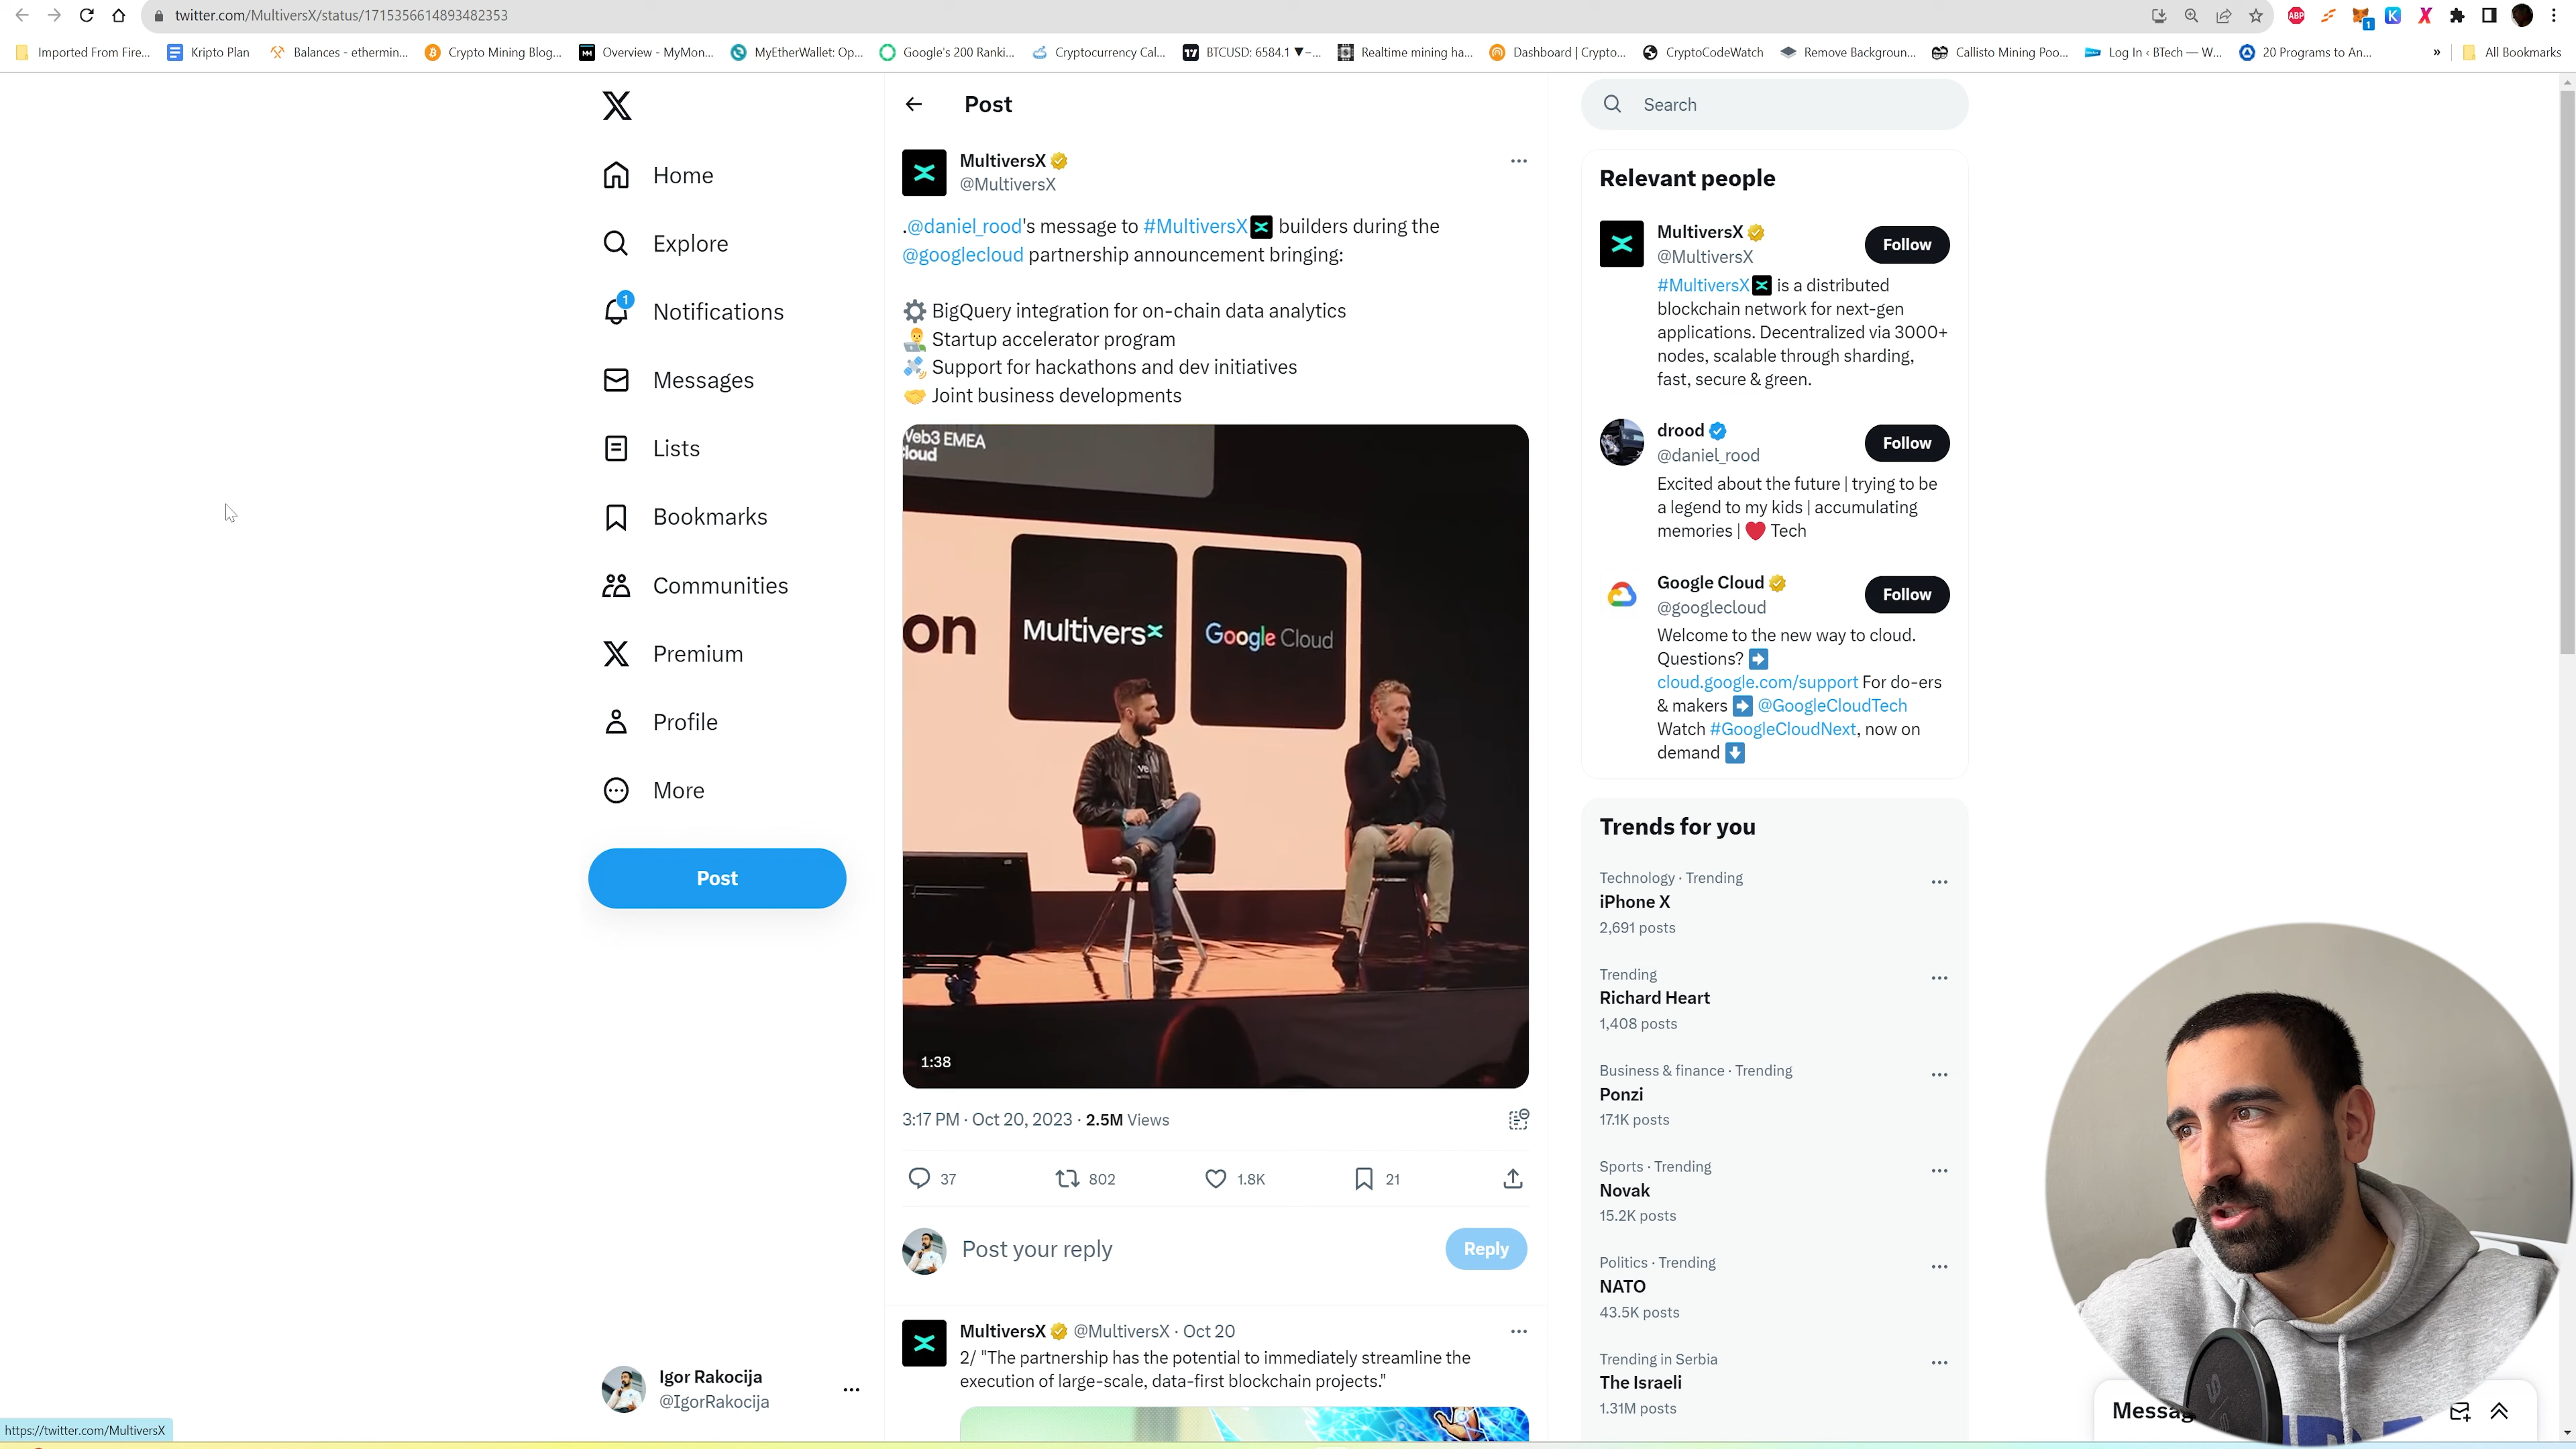 twitter.com/MultiversX/status/1715356614893482353
Imported From Fire...
Kripto Plan
Balances - ethermin...
Crypto Mining Blog...
Overview - MyMon...
MyEtherWallet: Op...
Google's 200 Ranki...
Cryptocurrency Cal...
BTCUSD: 6584.1 ▼−...
Realtime mining ha...
Dashboard | Crypto...
CryptoCodeWatch
Remove Backgroun...
Callisto Mining Poo...
Log In ‹ BTech — W...
20 Programs to An...
»
All Bookmarks
Home
Explore
1
Notifications
Messages
Lists
Bookmarks
Communities
Premium
Profile
More
Post
Igor Rakocija
@IgorRakocija
https://twitter.com/MultiversX
Post
MultiversX
@MultiversX
.@daniel_rood's message to #MultiversX builders during the
@googlecloud partnership announcement bringing:
BigQuery integration for on-chain data analytics
Startup accelerator program
Support for hackathons and dev initiatives
Joint business developments
Web3 EMEA
loud
on
MultiversX
Google Cloud
1:38
3:17 PM · Oct 20, 2023 · 2.5M Views
37
802
1.8K
21
Post your reply
Reply
MultiversX @MultiversX · Oct 20
2/ "The partnership has the potential to immediately streamline the
execution of large-scale, data-first blockchain projects."
Search
Relevant people
MultiversX
@MultiversX
Follow
#MultiversX is a distributed
blockchain network for next-gen
applications. Decentralized via 3000+
nodes, scalable through sharding,
fast, secure & green.
drood
@daniel_rood
Follow
Excited about the future | trying to be
a legend to my kids | accumulating
memories | ❤️ Tech
Google Cloud
@googlecloud
Follow
Welcome to the new way to cloud.
Questions? ➡️
cloud.google.com/support For do-ers
& makers ➡️ @GoogleCloudTech
Watch #GoogleCloudNext, now on
demand ⬇️
Trends for you
Technology · Trending
iPhone X
2,691 posts
Trending
Richard Heart
1,408 posts
Business & finance · Trending
Ponzi
17.1K posts
Sports · Trending
Novak
15.2K posts
Politics · Trending
NATO
43.5K posts
Trending in Serbia
The Israeli
1.31M posts
ABP
1